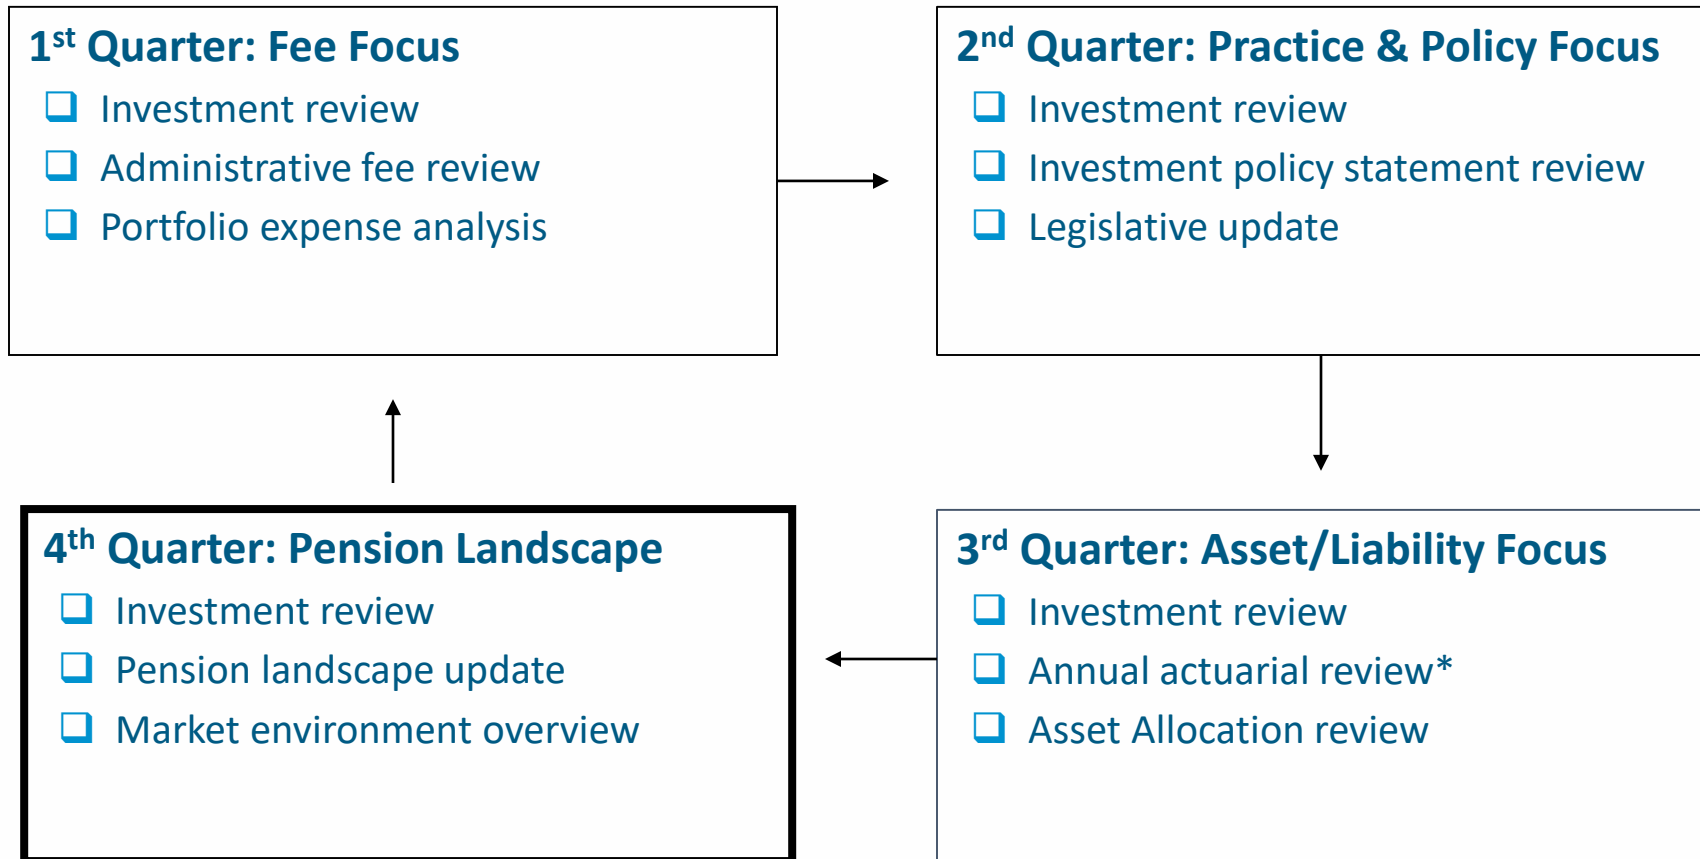 1st Quarter: Fee Focus
Investment review
Administrative fee review
Portfolio expense analysis
2nd Quarter: Practice & Policy Focus
Investment review
Investment policy statement review
Legislative update
4th Quarter: Pension Landscape
Investment review
Pension landscape update
Market environment overview
3rd Quarter: Asset/Liability Focus
Investment review
Annual actuarial review*
Asset Allocation review